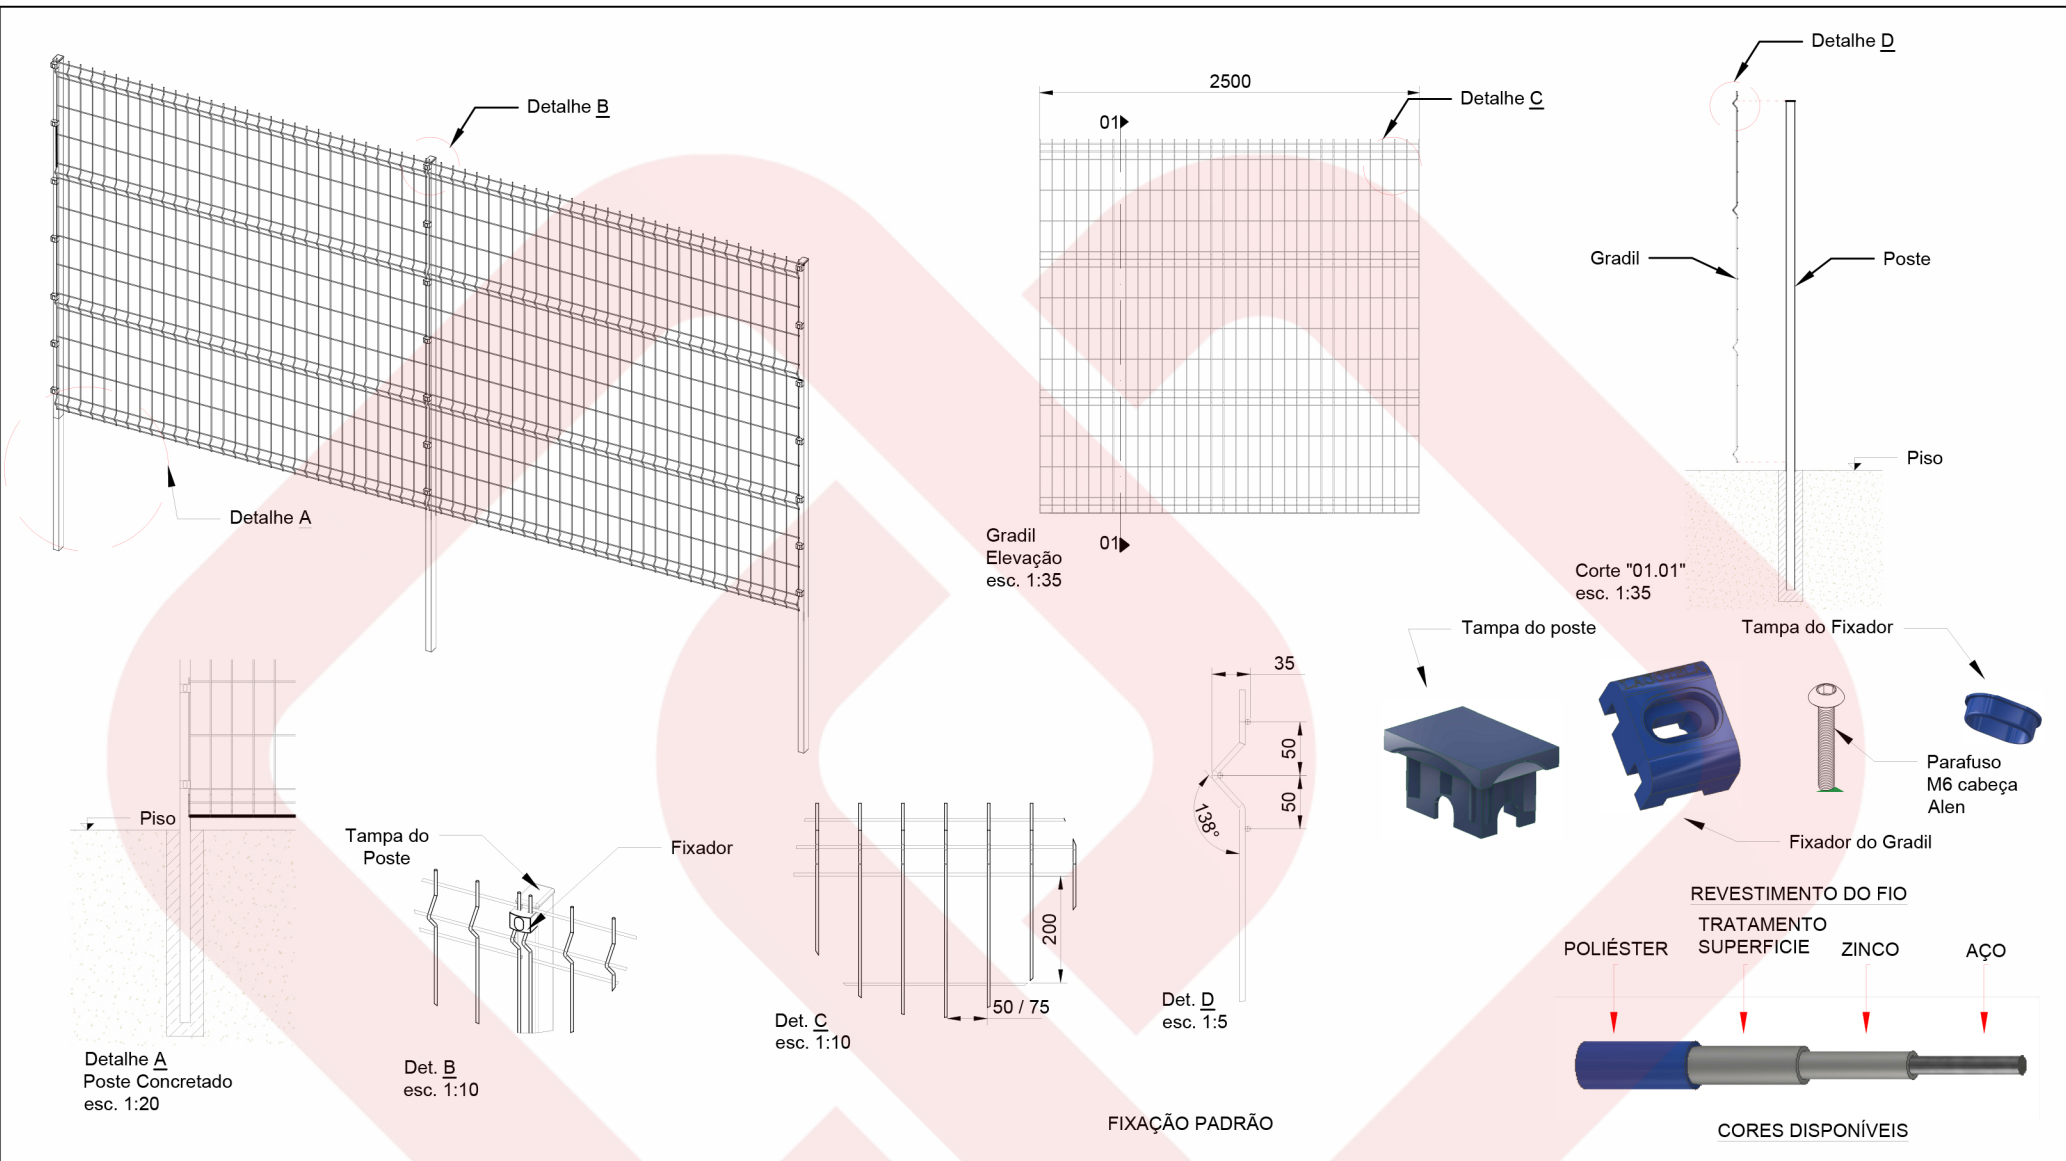 Detalhe B
Detalhe A
2500
Detalhe C
01
01
Gradil
Elevação
esc. 1:35
Detalhe D
Gradil
Poste
Piso
Corte "01.01"
esc. 1:35
Piso
Detalhe A
Poste Concretado
esc. 1:20
Tampa do
Poste
Fixador
Det. B
esc. 1:10
200
50 / 75
Det. C
esc. 1:10
35
50
50
138°
Det. D
esc. 1:5
Tampa do poste
Tampa do Fixador
Parafuso
M6 cabeça
Alen
Fixador do Gradil
REVESTIMENTO DO FIO
TRATAMENTO
SUPERFICIE
POLIÉSTER
ZINCO
AÇO
FIXAÇÃO PADRÃO
CORES DISPONÍVEIS